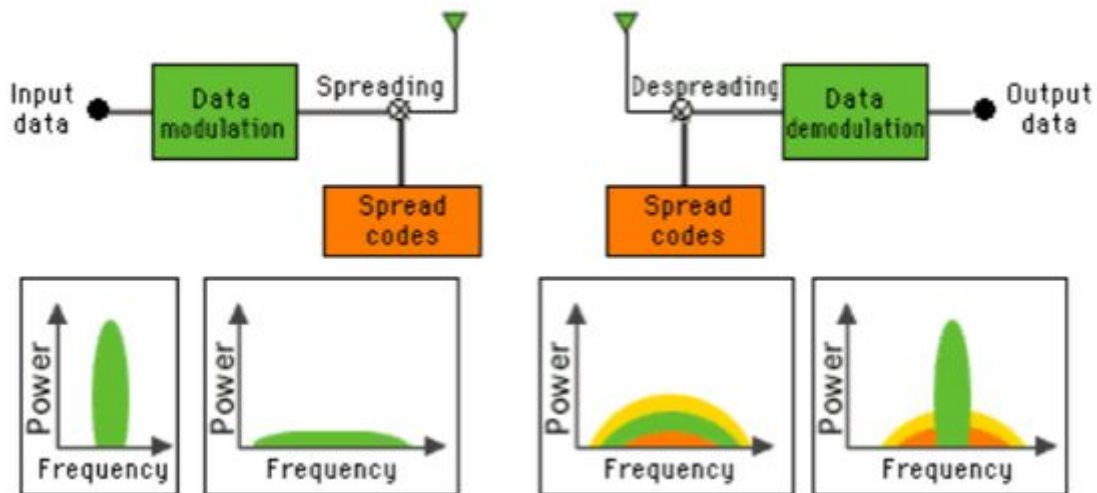 Input
data
Data
modulation
Spreading
Spread
codes
Despreading
Spread
codes
Data
demodulation
Output
data
Power
Frequency
Power
Frequency
Power
Frequency
Power
Frequency